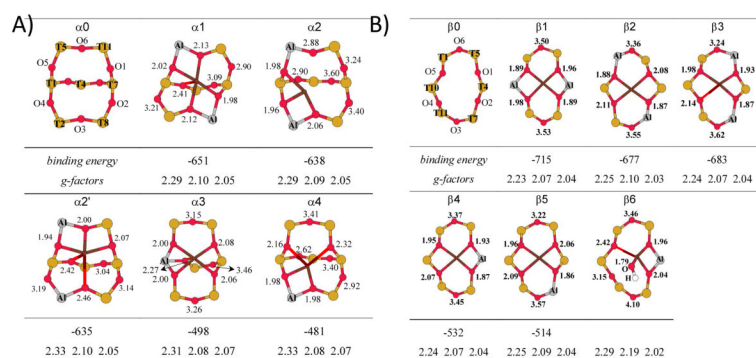 A)
α0 α1 α2
O6
T5 T11
O5 O1
T1 T4 T7
O4 O2
T2 T8
O3
Al 2.13
2.02 2.90
2.41 3.09
1.98
3.21 2.12 Al
Al 2.88
3.24
1.98 2.90 3.60
1.96 3.40
Al 2.06
binding energy -651 -638
g-factors 2.29 2.10 2.05 2.29 2.09 2.05
α2' α3 α4
Al 2.00
1.94 2.07
2.42 3.04
3.19 3.14
Al 2.46
3.15
2.00 2.08
Al
2.27 3.46
2.00 2.06
3.26
3.41
2.16 2.32
2.62
3.40
1.98
Al 2.92
1.98
-635 -498 -481
2.33 2.10 2.05 2.31 2.08 2.07 2.33 2.08 2.07
B)
β0 β1 β2 β3
O6
T1 T5
O5 O1
T10 T4
O4 O2
T11 T7
O3
3.50
1.89 1.96
Al Al
1.98 1.89
3.53
3.36
Al
1.88 2.08
2.11 1.87
Al
3.55
3.24
Al
1.98 1.93
2.14 1.87
Al
3.62
binding energy -715 -677 -683
g-factors 2.23 2.07 2.04 2.25 2.10 2.03 2.24 2.07 2.04
β4 β5 β6
3.37
1.95 1.93
Al
2.07 1.87
3.45
3.22
1.96 2.06
2.09 1.86
Al
3.57
3.46
2.42 1.96
1.79 Al
O
H 2.04
3.15
4.10
-532 -514
2.24 2.07 2.04 2.25 2.09 2.04 2.29 2.19 2.02